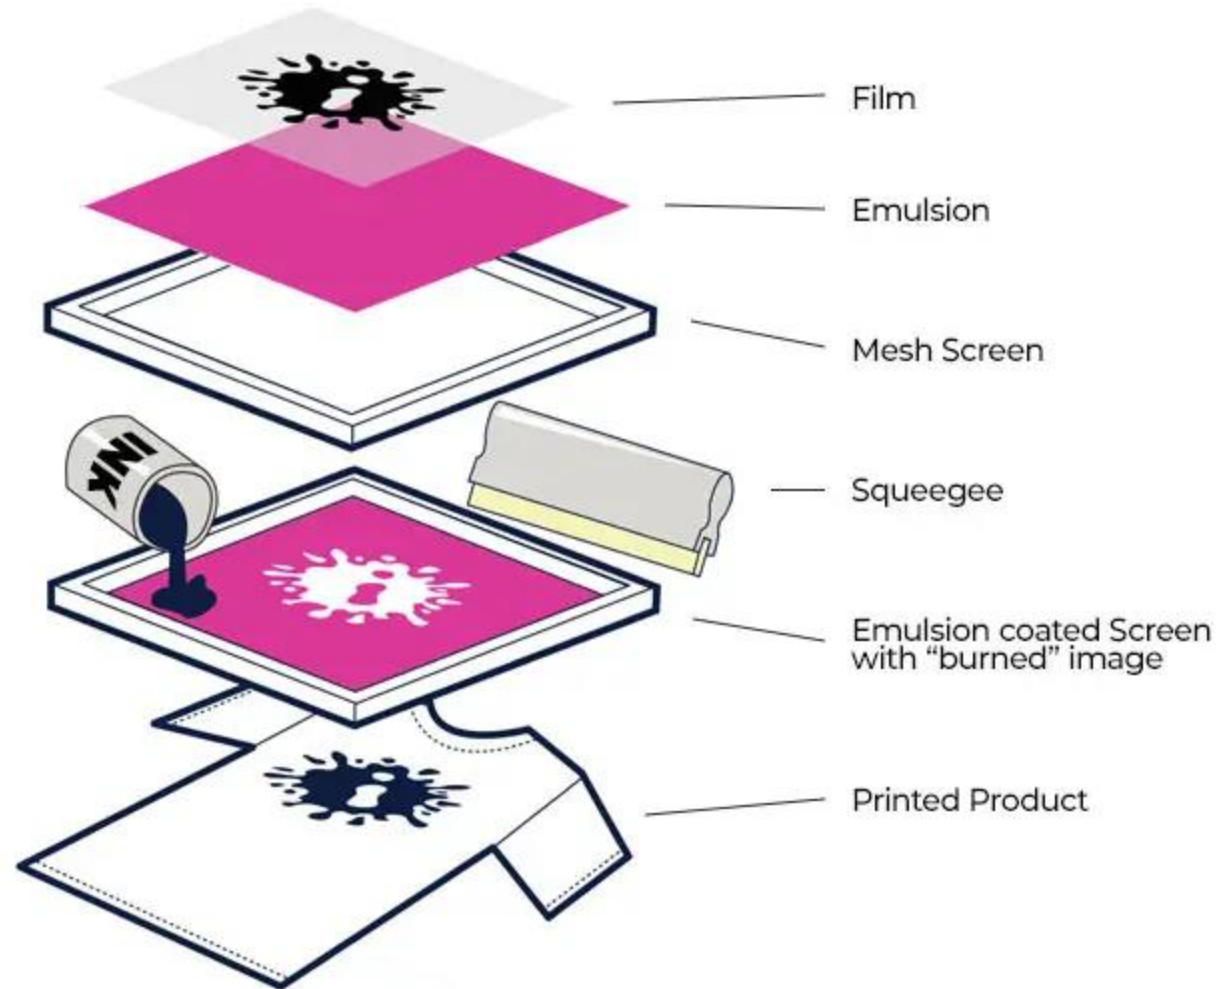 Film
Emulsion
Mesh Screen
INK
Squeegee
Emulsion coated Screen
with “burned” image
Printed Product